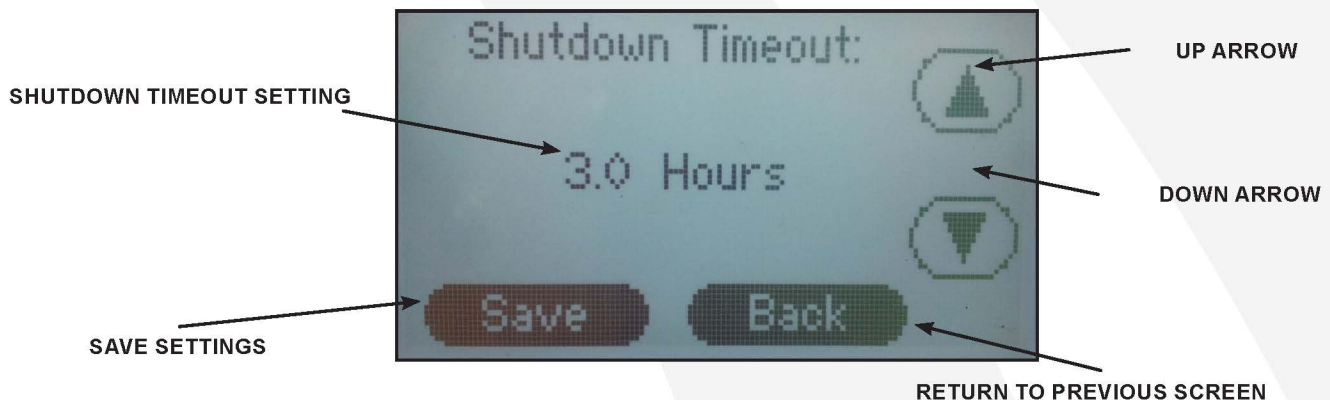 Shutdown Timeout:
UP ARROW
SHUTDOWN TIMEOUT SETTING
3.0 Hours
DOWN ARROW
Save
Back
SAVE SETTINGS
RETURN TO PREVIOUS SCREEN